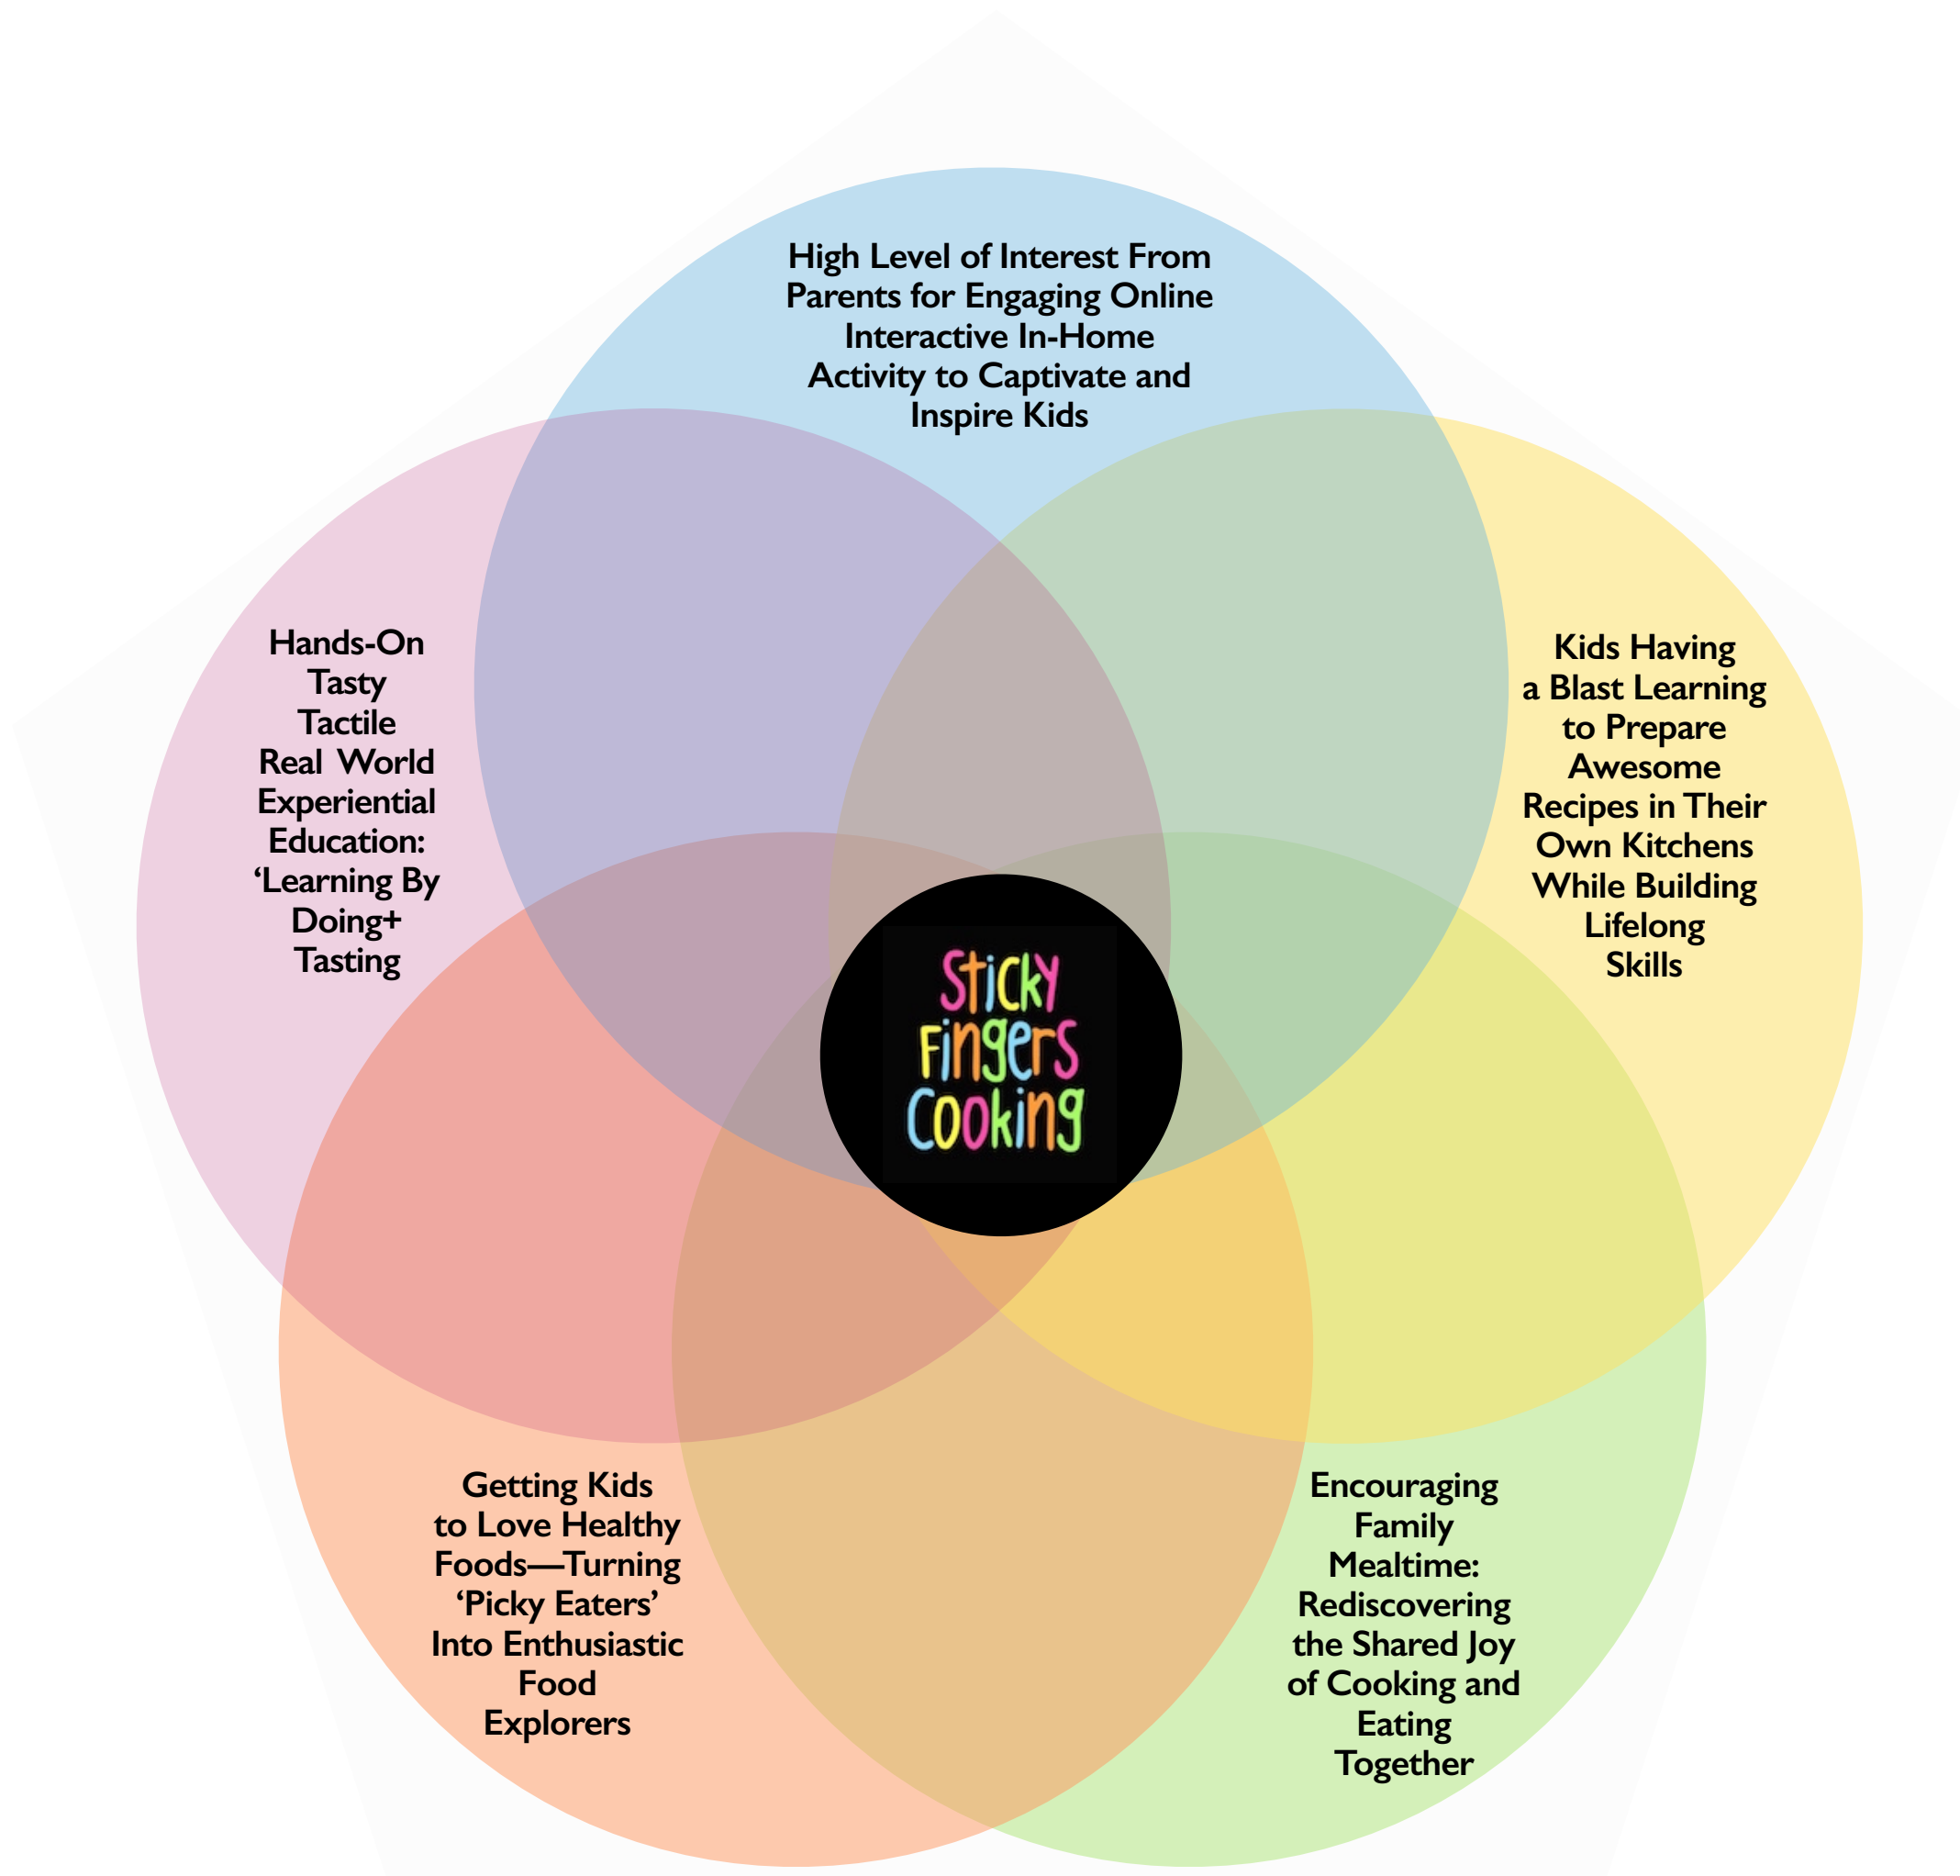 High Level of Interest From
Parents for Engaging Online
Interactive In-Home
Activity to Captivate and
Inspire Kids
Hands-On
Tasty
Tactile
Real World
Experiential
Education:
‘Learning By
Doing+
Tasting
Kids Having
a Blast Learning
to Prepare
Awesome
Recipes in Their
Own Kitchens
While Building
Lifelong
Skills
Sticky
Fingers
Cooking
Getting Kids
to Love Healthy
Foods—Turning
‘Picky Eaters’
Into Enthusiastic
Food
Explorers
Encouraging
Family
Mealtime:
Rediscovering
the Shared Joy
of Cooking and
Eating
Together